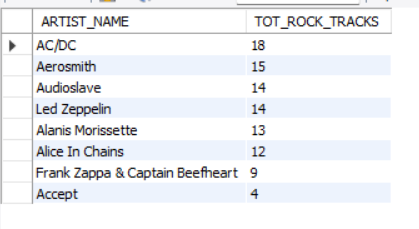 ARTIST_NAME TOT_ROCK_TRACKS
AC/DC 18
Aerosmith 15
Audioslave 14
Led Zeppelin 14
Alanis Morissette 13
Alice In Chains 12
Frank Zappa & Captain Beefheart 9
Accept 4